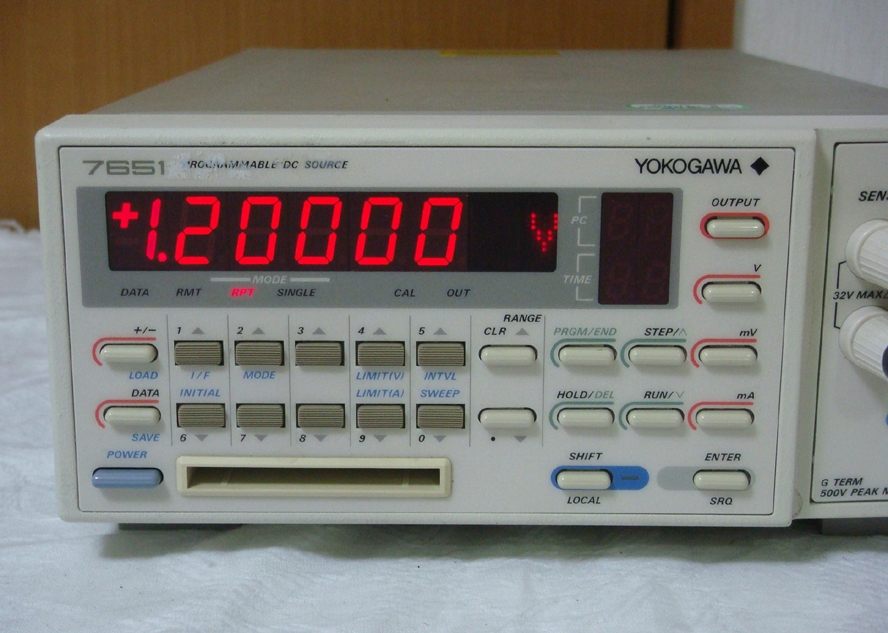 7651 PROGRAMMABLE DC SOURCE
YOKOGAWA
+1.20000 V
PC
TIME
MODE
DATA RMT RPT SINGLE CAL OUT
OUTPUT
V
RANGE
+/− 1 2 3 4 5 CLR PRGM/END STEP/△ mV
LOAD I/F MODE LIMIT(V) INTVL
DATA INITIAL LIMIT(A) SWEEP HOLD/DEL RUN/▽ mA
SAVE 6 7 8 9 0 •
POWER
SHIFT ENTER
LOCAL SRQ
SENS
32V MAX
G TERM
500V PEAK M